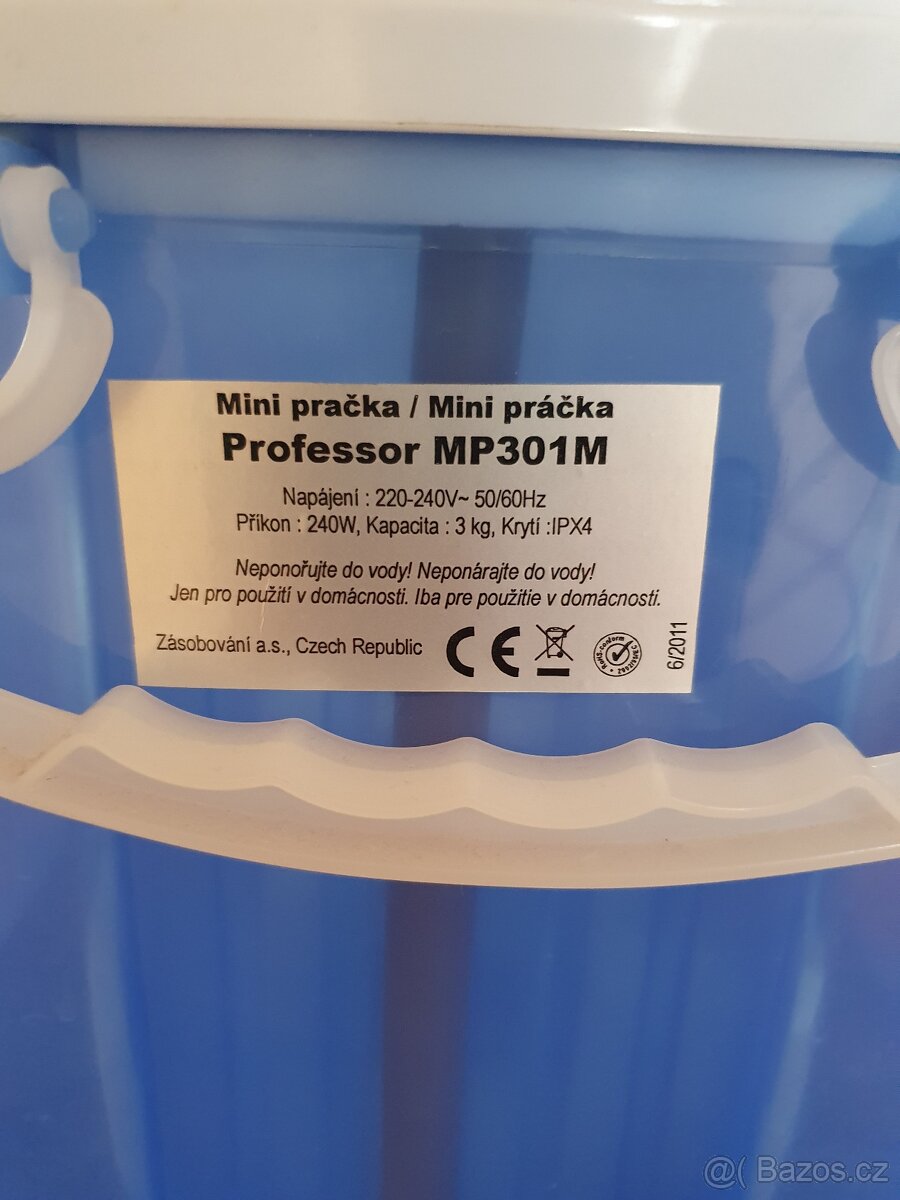 Mini pračka / Mini práčka
Professor MP301M
Napájení : 220-240V~ 50/60Hz
Příkon : 240W, Kapacita : 3 kg, Krytí :IPX4
Neponořujte do vody! Neponárajte do vody!
Jen pro použití v domácnosti. Iba pre použitie v domácnosti.
Zásobování a.s., Czech Republic
CE
RoHS-conform
6/2011
@( Bazos.cz